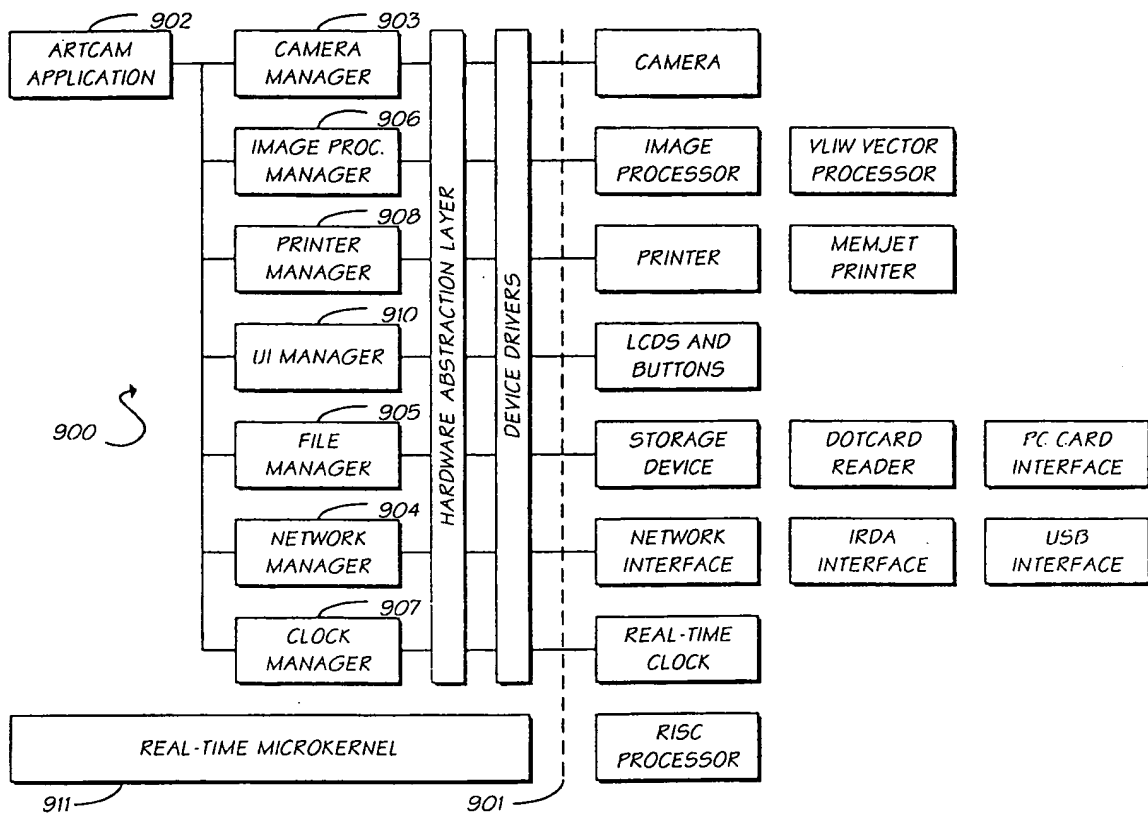 902
903
ARTCAM
APPLICATION
CAMERA
MANAGER
CAMERA
906
IMAGE PROC.
MANAGER
IMAGE
PROCESSOR
VLIW VECTOR
PROCESSOR
908
PRINTER
MANAGER
PRINTER
MEMJET
PRINTER
910
UI MANAGER
LCDS AND
BUTTONS
HARDWARE ABSTRACTION LAYER
DEVICE DRIVERS
900
905
FILE
MANAGER
STORAGE
DEVICE
DOTCARD
READER
PC CARD
INTERFACE
904
NETWORK
MANAGER
NETWORK
INTERFACE
IRDA
INTERFACE
USB
INTERFACE
907
CLOCK
MANAGER
REAL-TIME
CLOCK
REAL-TIME MICROKERNEL
RISC
PROCESSOR
911
901